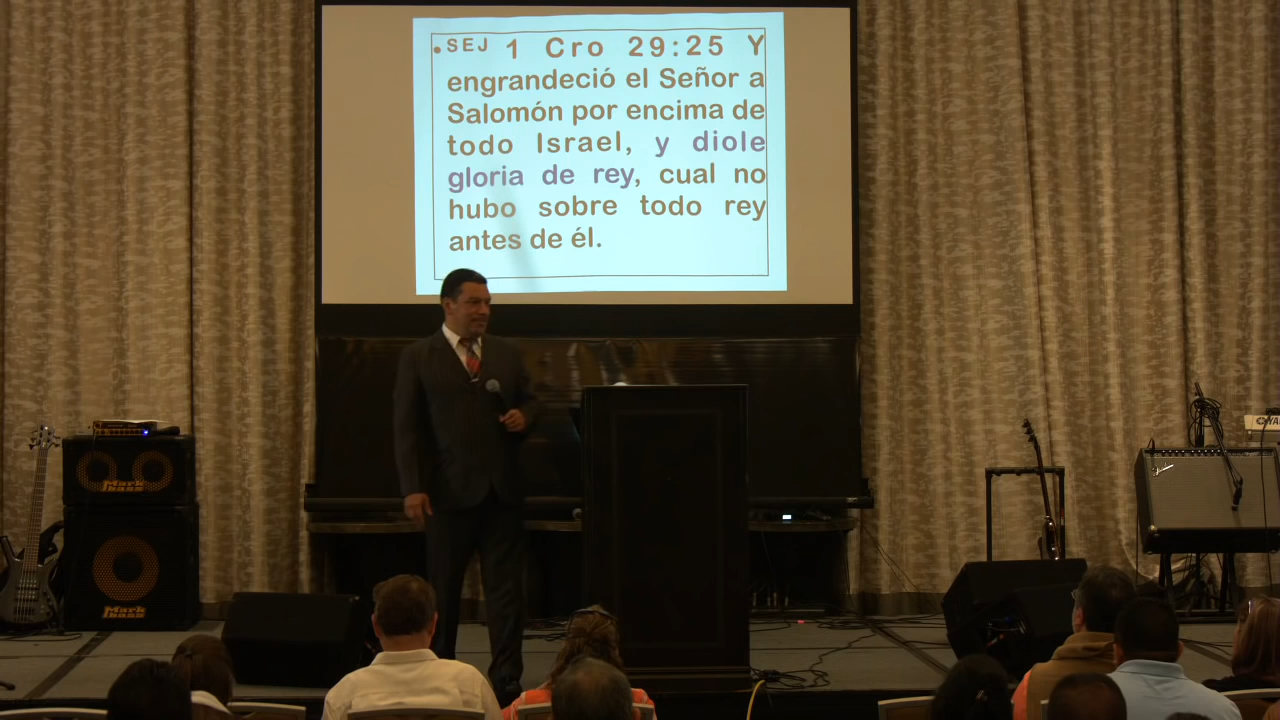 • SEJ 1 Cro 29:25 Y
engrandeció el Señor a
Salomón por encima de
todo Israel, y diole
gloria de rey, cual no
hubo sobre todo rey
antes de él.
Mark
bass
Mark
bass
Fender